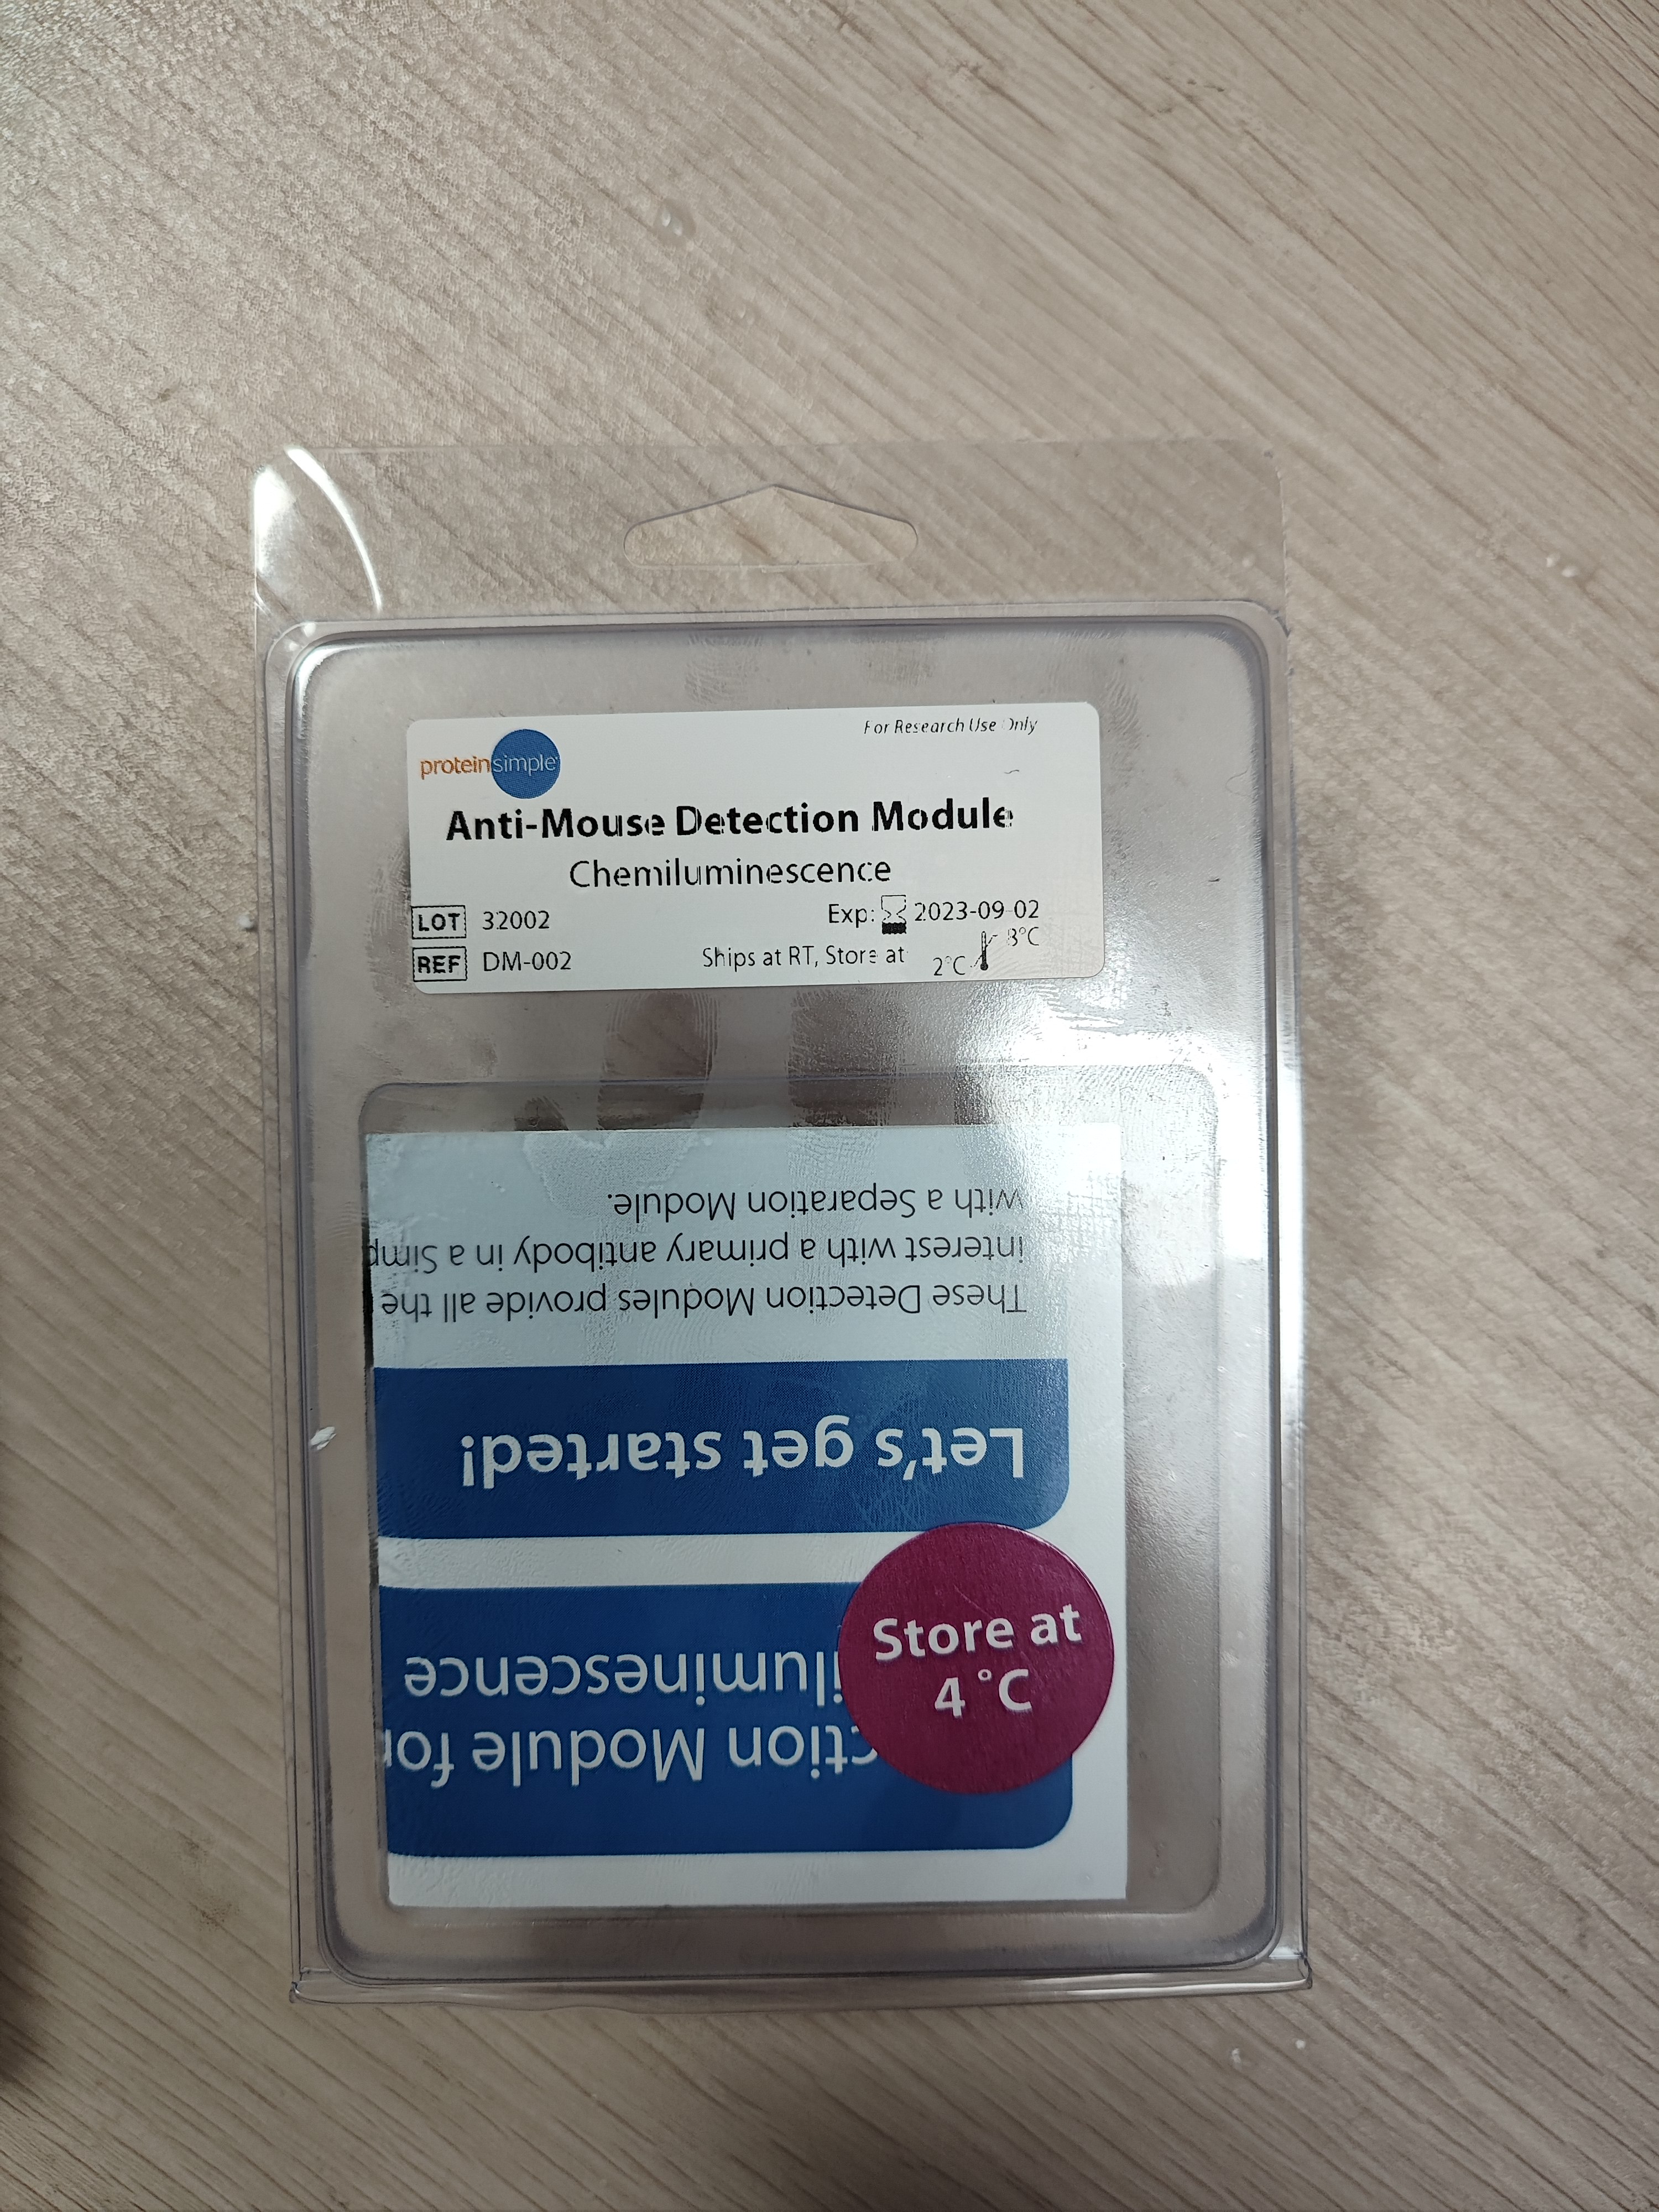 For Research Use Only
proteinsimple
Anti-Mouse Detection Module
Chemiluminescence
LOT 32002 Exp: 2023-09-02
REF DM-002 Ships at RT, Store at 2°C 8°C
ction Module for
iluminescence
Store at
4 °C
Let's get started!
These Detection Modules provide all the
interest with a primary antibody in a Simp
with a Separation Module.